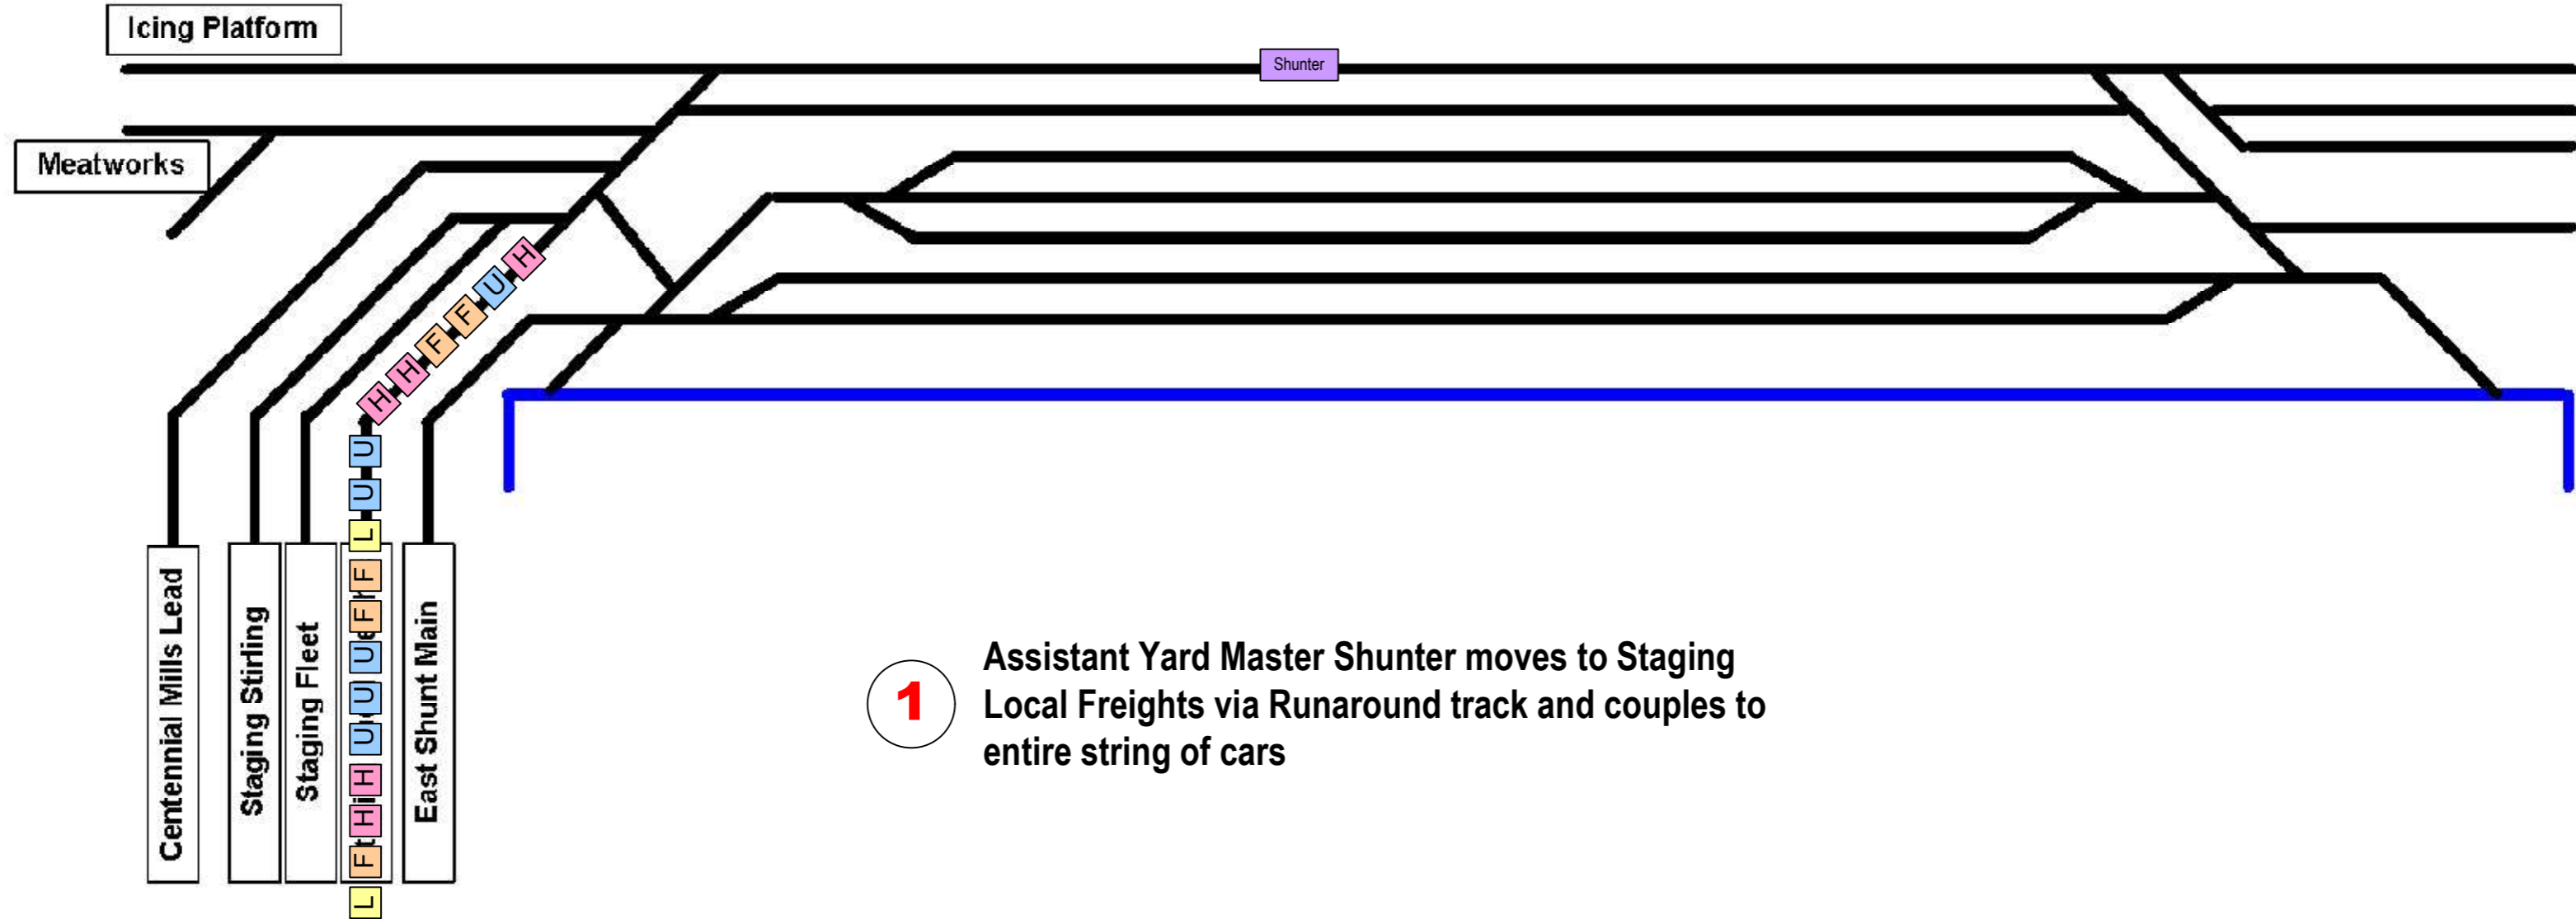 Icing Platform
Shunter
Meatworks
H
U
F
F
H
H
U
U
L
F
F
U
U
U
H
H
F
L
Centennial Mills Lead
Staging Stirling
Staging Fleet
East Shunt Main
1
Assistant Yard Master Shunter moves to Staging
Local Freights via Runaround track and couples to
entire string of cars